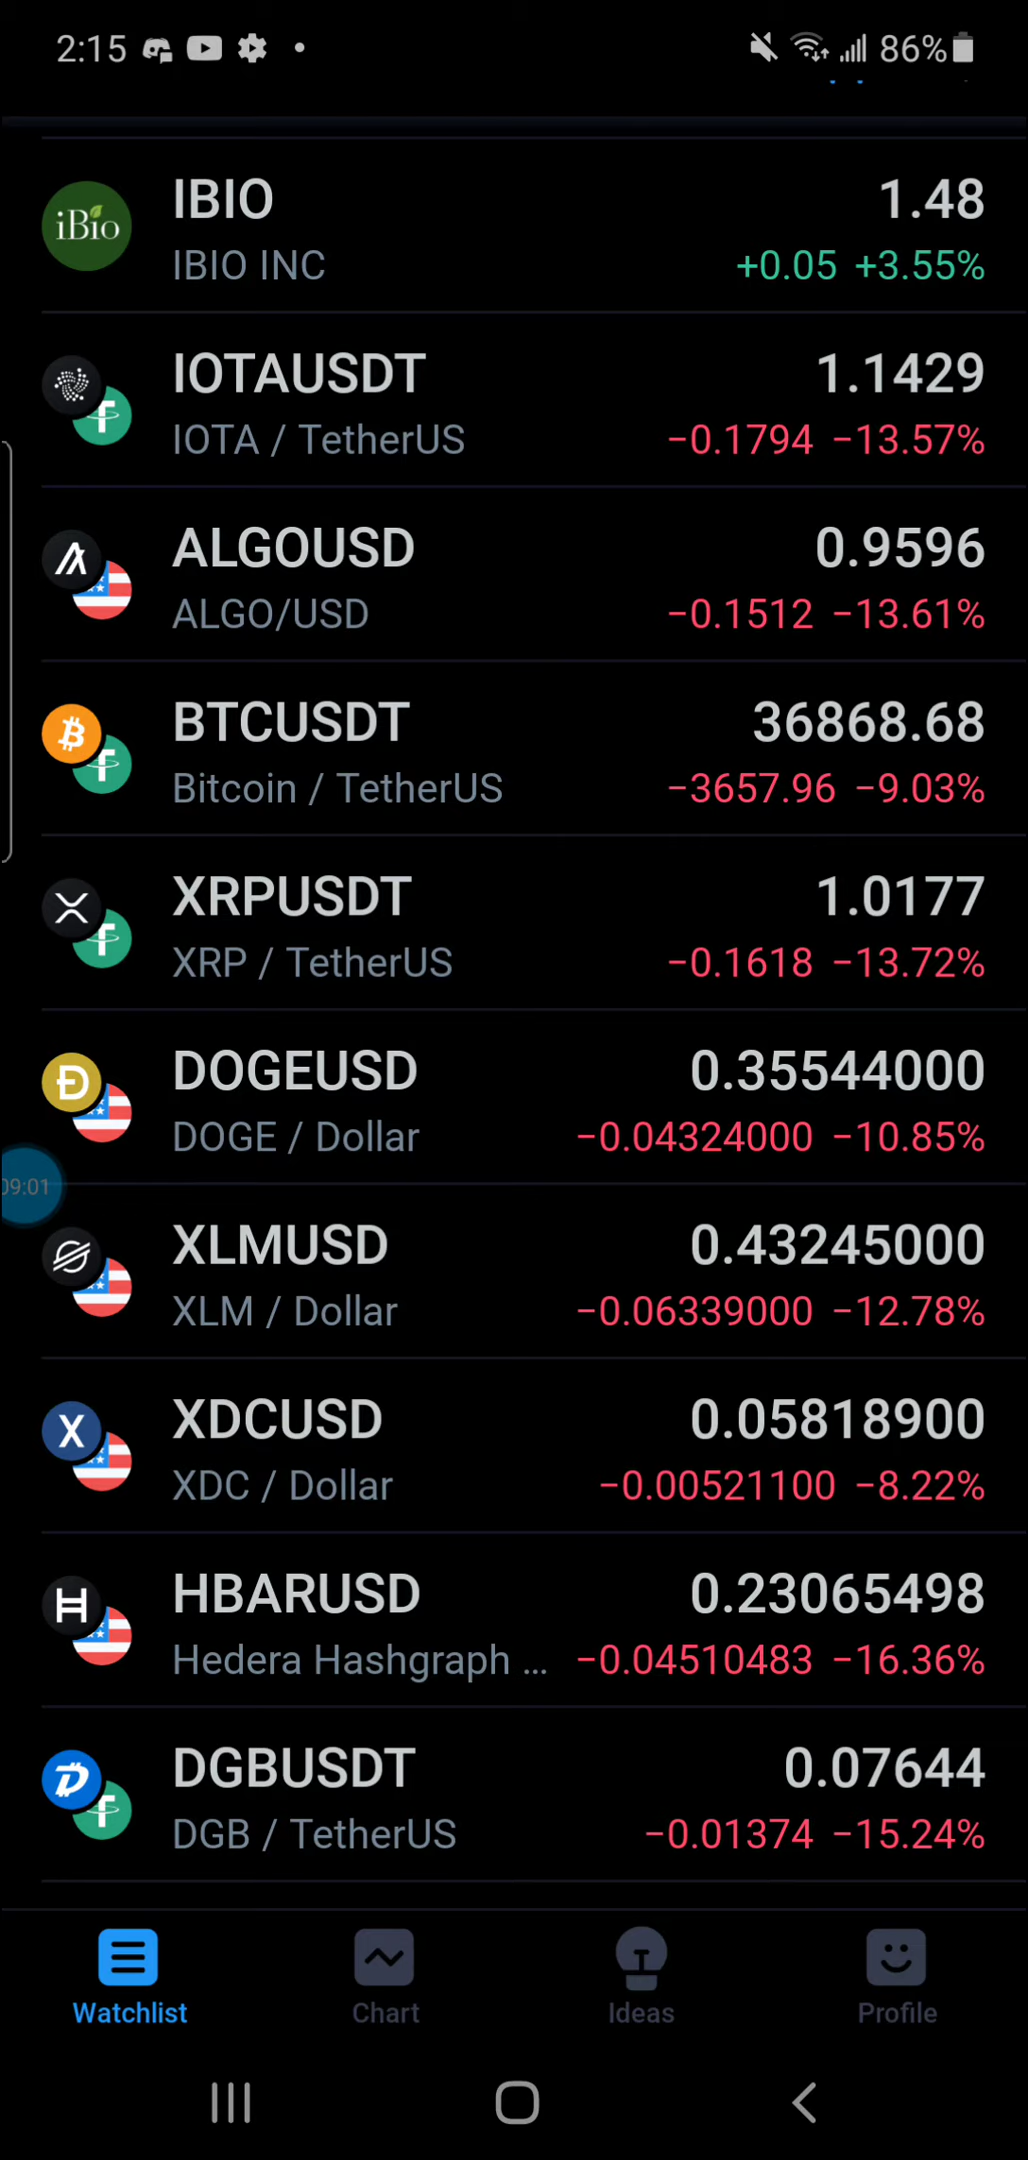 2:15 86%
iBio
IBIO 1.48
IBIO INC +0.05 +3.55%
IOTAUSDT 1.1429
IOTA / TetherUS −0.1794 −13.57%
ALGOUSD 0.9596
ALGO/USD −0.1512 −13.61%
BTCUSDT 36868.68
Bitcoin / TetherUS −3657.96 −9.03%
XRPUSDT 1.0177
XRP / TetherUS −0.1618 −13.72%
DOGEUSD 0.35544000
DOGE / Dollar −0.04324000 −10.85%
09:01
XLMUSD 0.43245000
XLM / Dollar −0.06339000 −12.78%
XDCUSD 0.05818900
XDC / Dollar −0.00521100 −8.22%
HBARUSD 0.23065498
Hedera Hashgraph ... −0.04510483 −16.36%
DGBUSDT 0.07644
DGB / TetherUS −0.01374 −15.24%
Watchlist Chart Ideas Profile